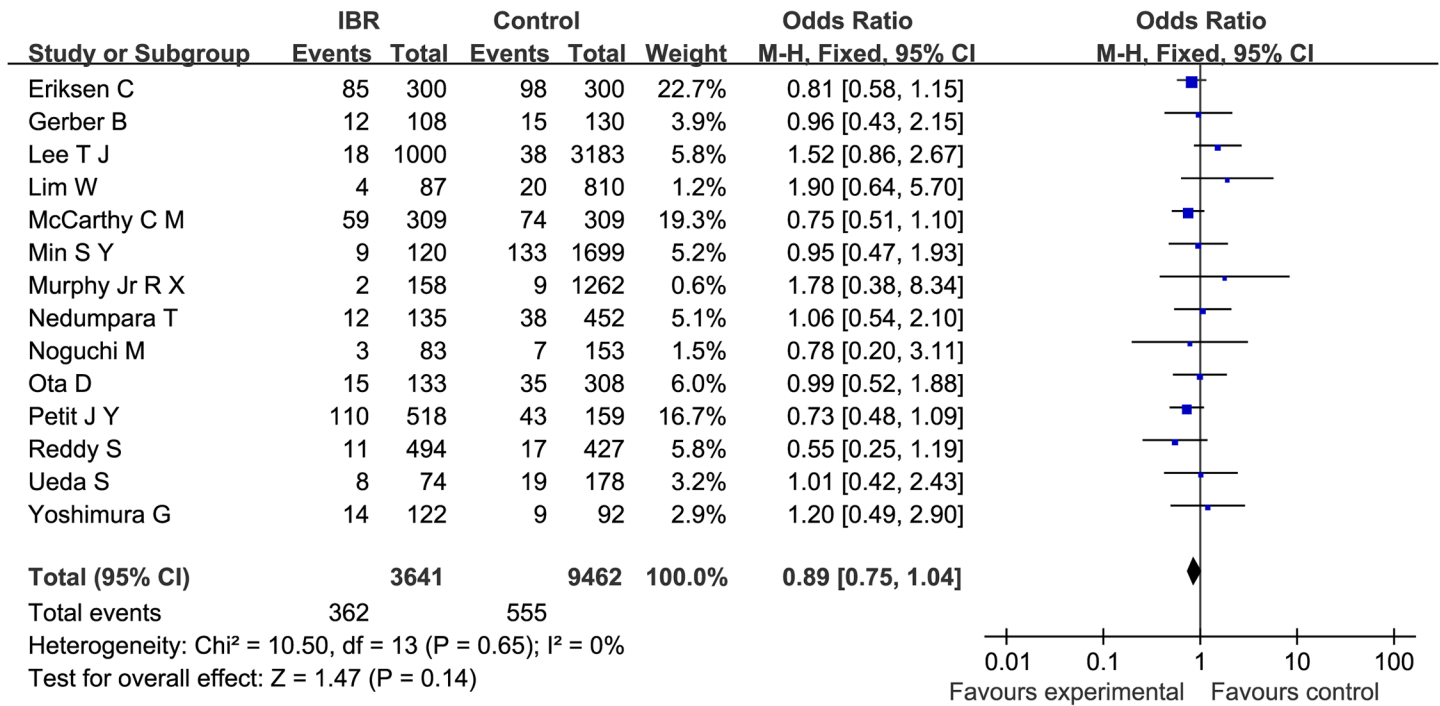 IBR Control Odds Ratio Odds Ratio
Study or Subgroup Events Total Events Total Weight M-H, Fixed, 95% CI M-H, Fixed, 95% CI
Eriksen C 85 300 98 300 22.7% 0.81 [0.58, 1.15]
Gerber B 12 108 15 130 3.9% 0.96 [0.43, 2.15]
Lee T J 18 1000 38 3183 5.8% 1.52 [0.86, 2.67]
Lim W 4 87 20 810 1.2% 1.90 [0.64, 5.70]
McCarthy C M 59 309 74 309 19.3% 0.75 [0.51, 1.10]
Min S Y 9 120 133 1699 5.2% 0.95 [0.47, 1.93]
Murphy Jr R X 2 158 9 1262 0.6% 1.78 [0.38, 8.34]
Nedumpara T 12 135 38 452 5.1% 1.06 [0.54, 2.10]
Noguchi M 3 83 7 153 1.5% 0.78 [0.20, 3.11]
Ota D 15 133 35 308 6.0% 0.99 [0.52, 1.88]
Petit J Y 110 518 43 159 16.7% 0.73 [0.48, 1.09]
Reddy S 11 494 17 427 5.8% 0.55 [0.25, 1.19]
Ueda S 8 74 19 178 3.2% 1.01 [0.42, 2.43]
Yoshimura G 14 122 9 92 2.9% 1.20 [0.49, 2.90]
Total (95% CI) 3641 9462 100.0% 0.89 [0.75, 1.04]
Total events 362 555
Heterogeneity: Chi² = 10.50, df = 13 (P = 0.65); I² = 0%
Test for overall effect: Z = 1.47 (P = 0.14)
0.01 0.1 1 10 100
Favours experimental Favours control